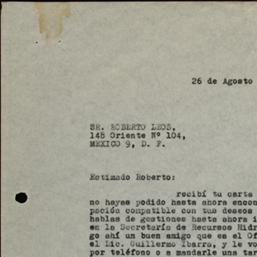 26 de Agosto
SR. ROBERTO LEOS,
145 Oriente Nº 104,
MEXICO 9, D. F.
Estimado Roberto:
recibí tu carta
no hayas podido hasta ahora encon
pación compatible con tus deseos
hablas de gestiones hasta ahora i
en la Secretaría de Recursos Hidr
go ahí un buen amigo que es el Of
el Lic. Guillermo Ibarra, y le vo
por teléfono o a mandarle una tar